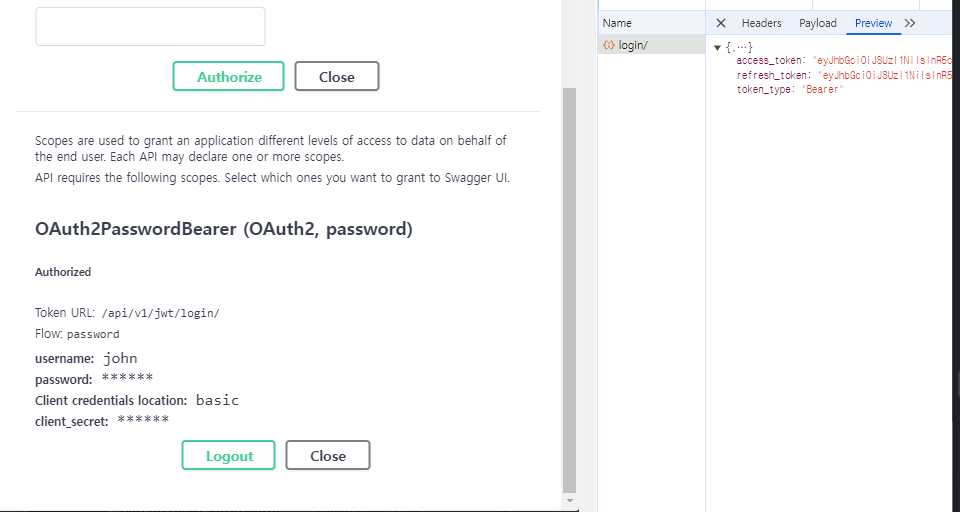 Authorize
Close
Scopes are used to grant an application different levels of access to data on behalf of
the end user. Each API may declare one or more scopes.
API requires the following scopes. Select which ones you want to grant to Swagger UI.
OAuth2PasswordBearer (OAuth2, password)
Authorized
Token URL: /api/v1/jwt/login/
Flow: password
username: john
password: ******
Client credentials location: basic
client_secret: ******
Logout
Close
Name
Headers
Payload
Preview
login/
{,…}
access_token: "eyJhbGciOiJSUzI1NiIsInR5c
refresh_token: "eyJhbGciOiJSUzI1NiIsInR5
token_type: "Bearer"